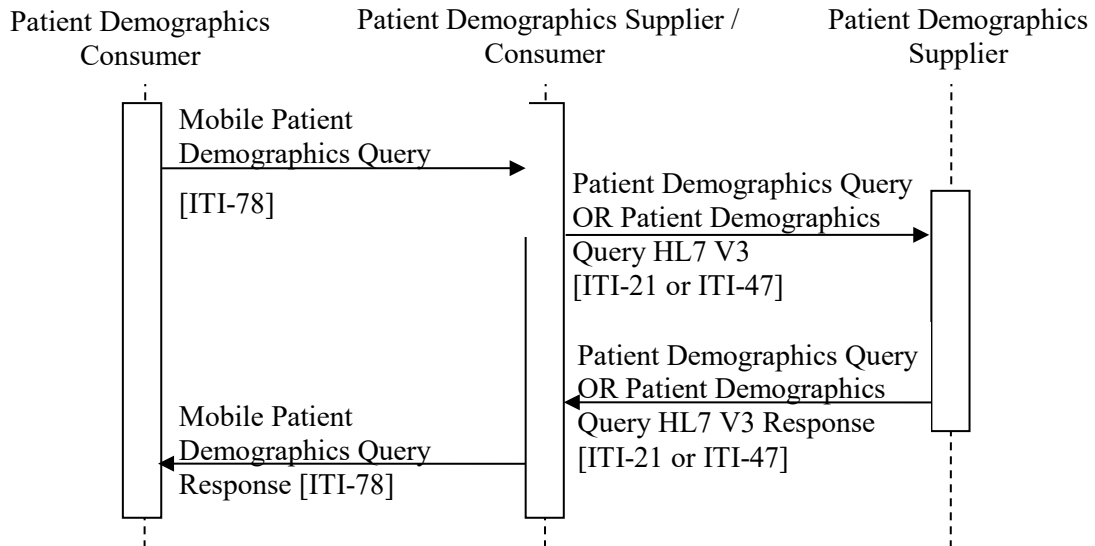 Patient Demographics
Consumer
Patient Demographics Supplier /
Consumer
Patient Demographics
Supplier
Mobile Patient
Demographics Query
[ITI-78]
Patient Demographics Query
OR Patient Demographics
Query HL7 V3
[ITI-21 or ITI-47]
Patient Demographics Query
OR Patient Demographics
Query HL7 V3 Response
[ITI-21 or ITI-47]
Mobile Patient
Demographics Query
Response [ITI-78]